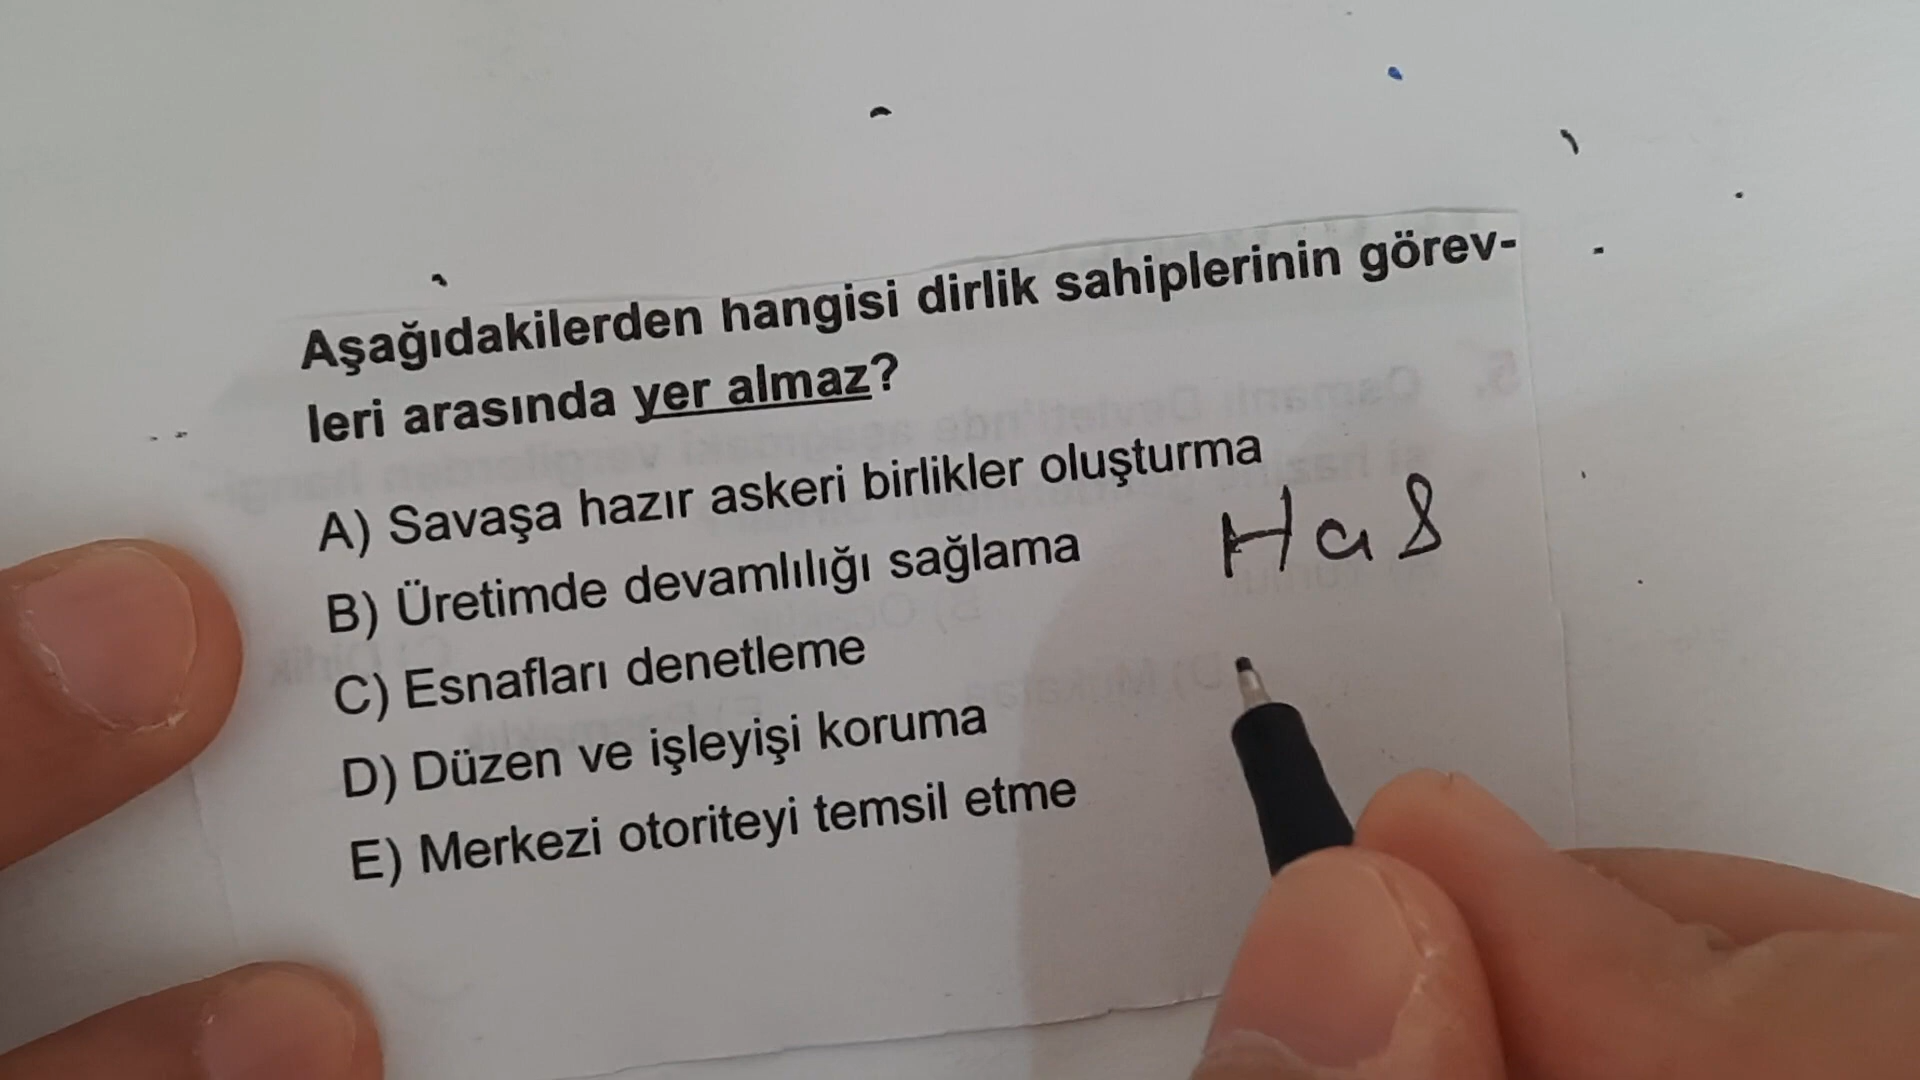 Aşağıdakilerden hangisi dirlik sahiplerinin görev-
leri arasında yer almaz?
A) Savaşa hazır askeri birlikler oluşturma
B) Üretimde devamlılığı sağlama
Has
C) Esnafları denetleme
D) Düzen ve işleyişi koruma
E) Merkezi otoriteyi temsil etme